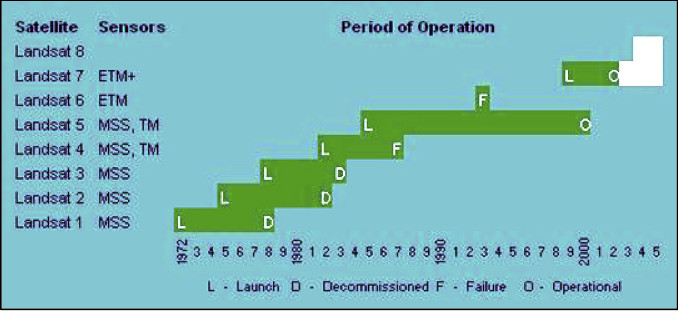 Satellite Sensors Period of Operation
Landsat 8
Landsat 7 ETM+ L O
Landsat 6 ETM F
Landsat 5 MSS, TM L O
Landsat 4 MSS, TM L F
Landsat 3 MSS L D
Landsat 2 MSS L D
Landsat 1 MSS L D
1972 3 4 5 6 7 8 9 1980 1 2 3 4 5 6 7 8 9 1990 1 2 3 4 5 6 7 8 9 2000 1 2 3 4 5
L - Launch D - Decommissioned F - Failure O - Operational